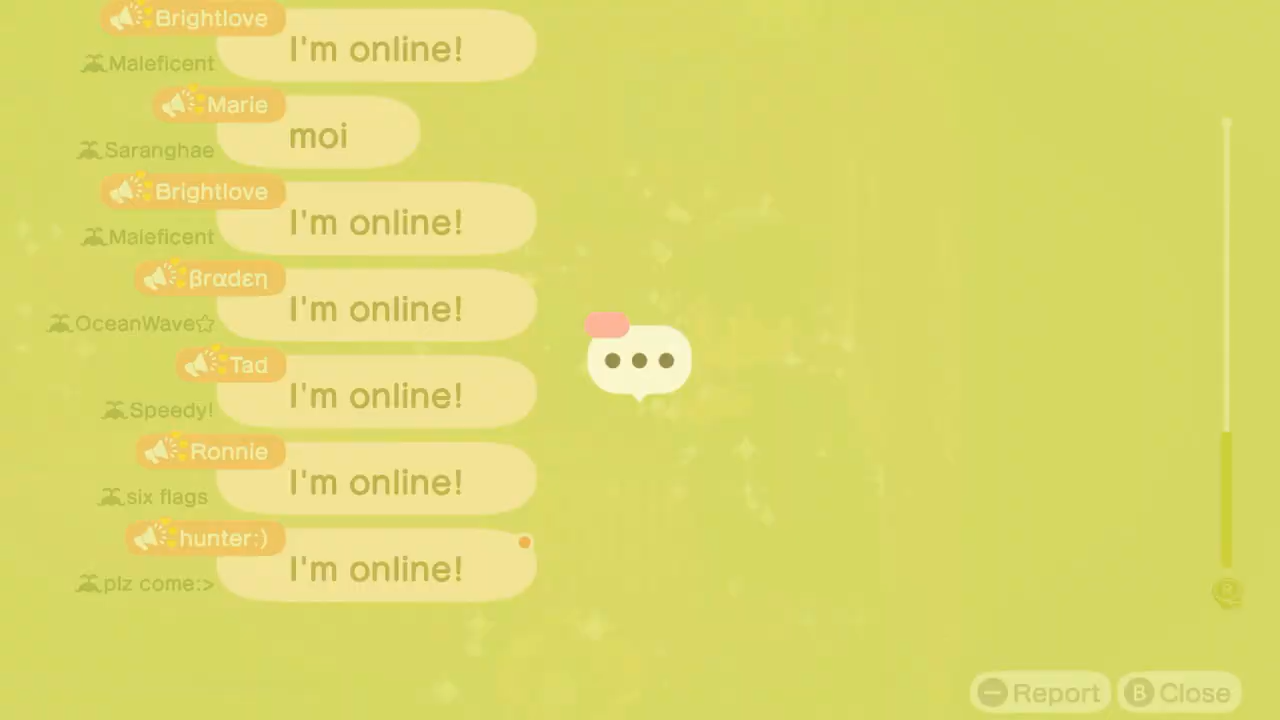 Brightlove
I'm online!
Maleficent
Marie
moi
Saranghae
Brightlove
I'm online!
Maleficent
βrαdεη
I'm online!
OceanWave☆
Tad
I'm online!
Speedy!
Ronnie
I'm online!
six flags
hunter:)
I'm online!
plz come:>
R
− Report
B Close